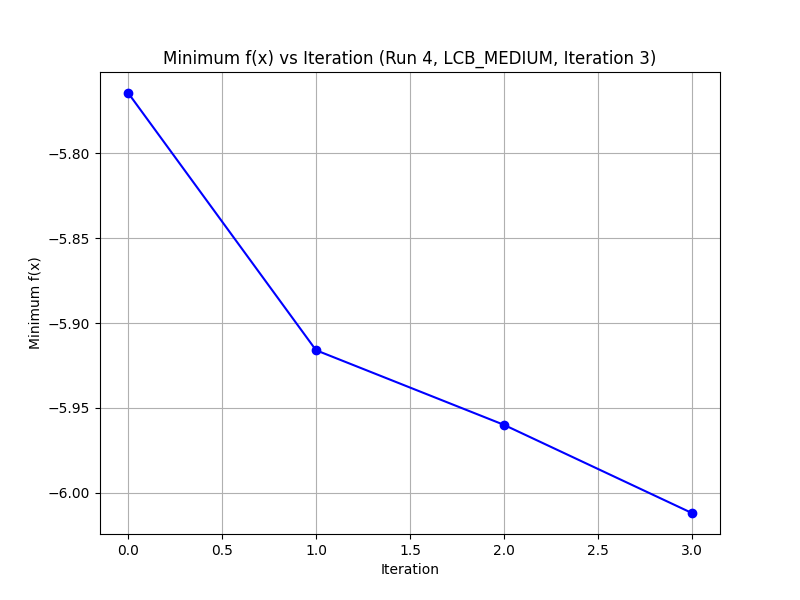 Minimum f(x) vs Iteration (Run 4, LCB_MEDIUM, Iteration 3)
Minimum f(x)
−5.80
−5.85
−5.90
−5.95
−6.00
0.0 0.5 1.0 1.5 2.0 2.5 3.0
Iteration